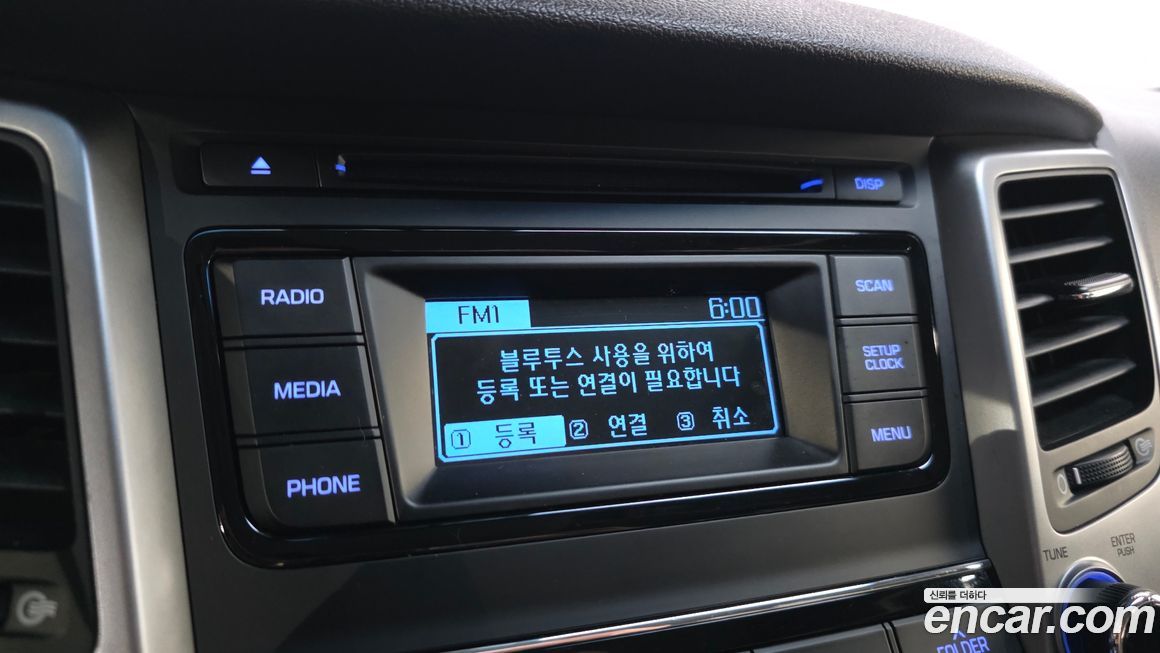 DISP
RADIO
MEDIA
PHONE
FM1 6:00
블루투스 사용을 위하여
등록 또는 연결이 필요합니다
1 등록 2 연결 3 취소
SCAN
SETUP
CLOCK
MENU
TUNE
ENTER
PUSH
FOLDER
신뢰를 더하다
encar.com